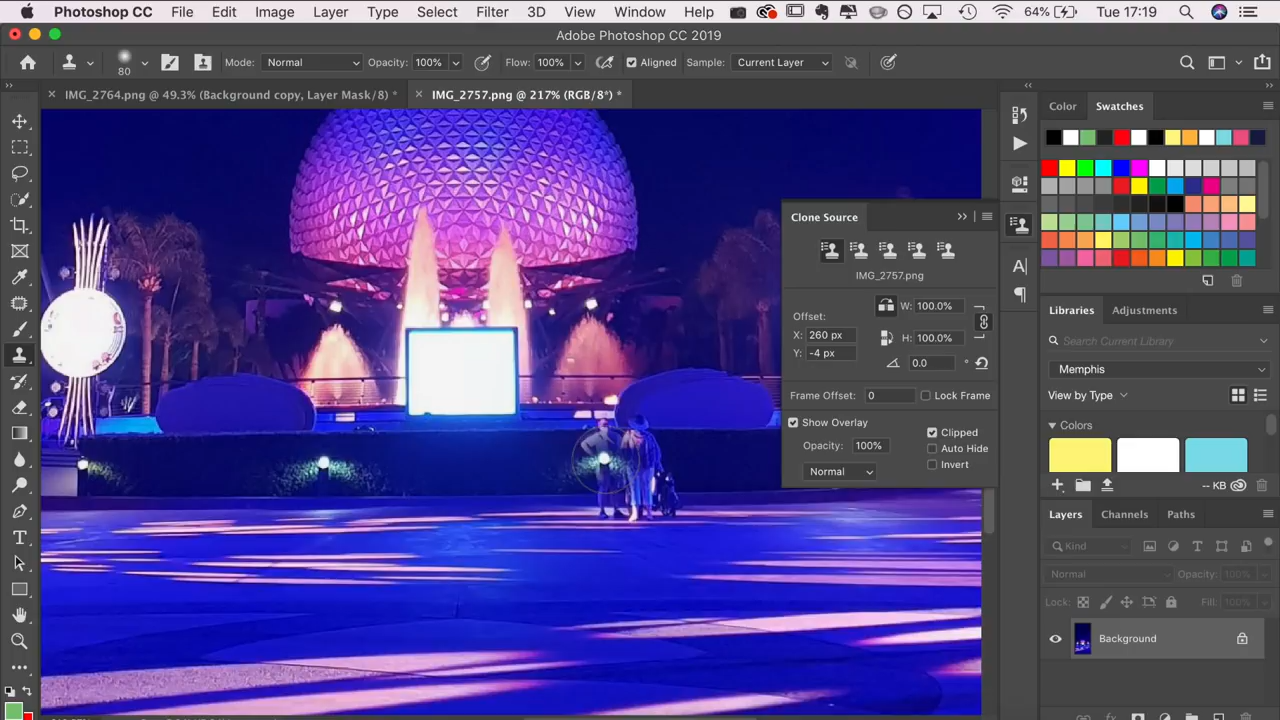 Photoshop CC File Edit Image Layer Type Select Filter 3D View Window Help 64% Tue 17:19
Adobe Photoshop CC 2019
80 Mode: Normal Opacity: 100% Flow: 100% Aligned Sample: Current Layer
IMG_2764.png @ 49.3% (Background copy, Layer Mask/8) * IMG_2757.png @ 217% (RGB/8*) *
Color Swatches
Clone Source
IMG_2757.png
Offset:
W: 100.0%
X: 260 px
H: 100.0%
Y: -4 px
0.0 °
Frame Offset: 0 Lock Frame
Show Overlay
Clipped
Opacity: 100%
Auto Hide
Normal
Invert
Libraries Adjustments
Search Current Library
Memphis
View by Type
Colors
-- KB
Layers Channels Paths
Kind
Normal Opacity: 100%
Lock: Fill: 100%
Background